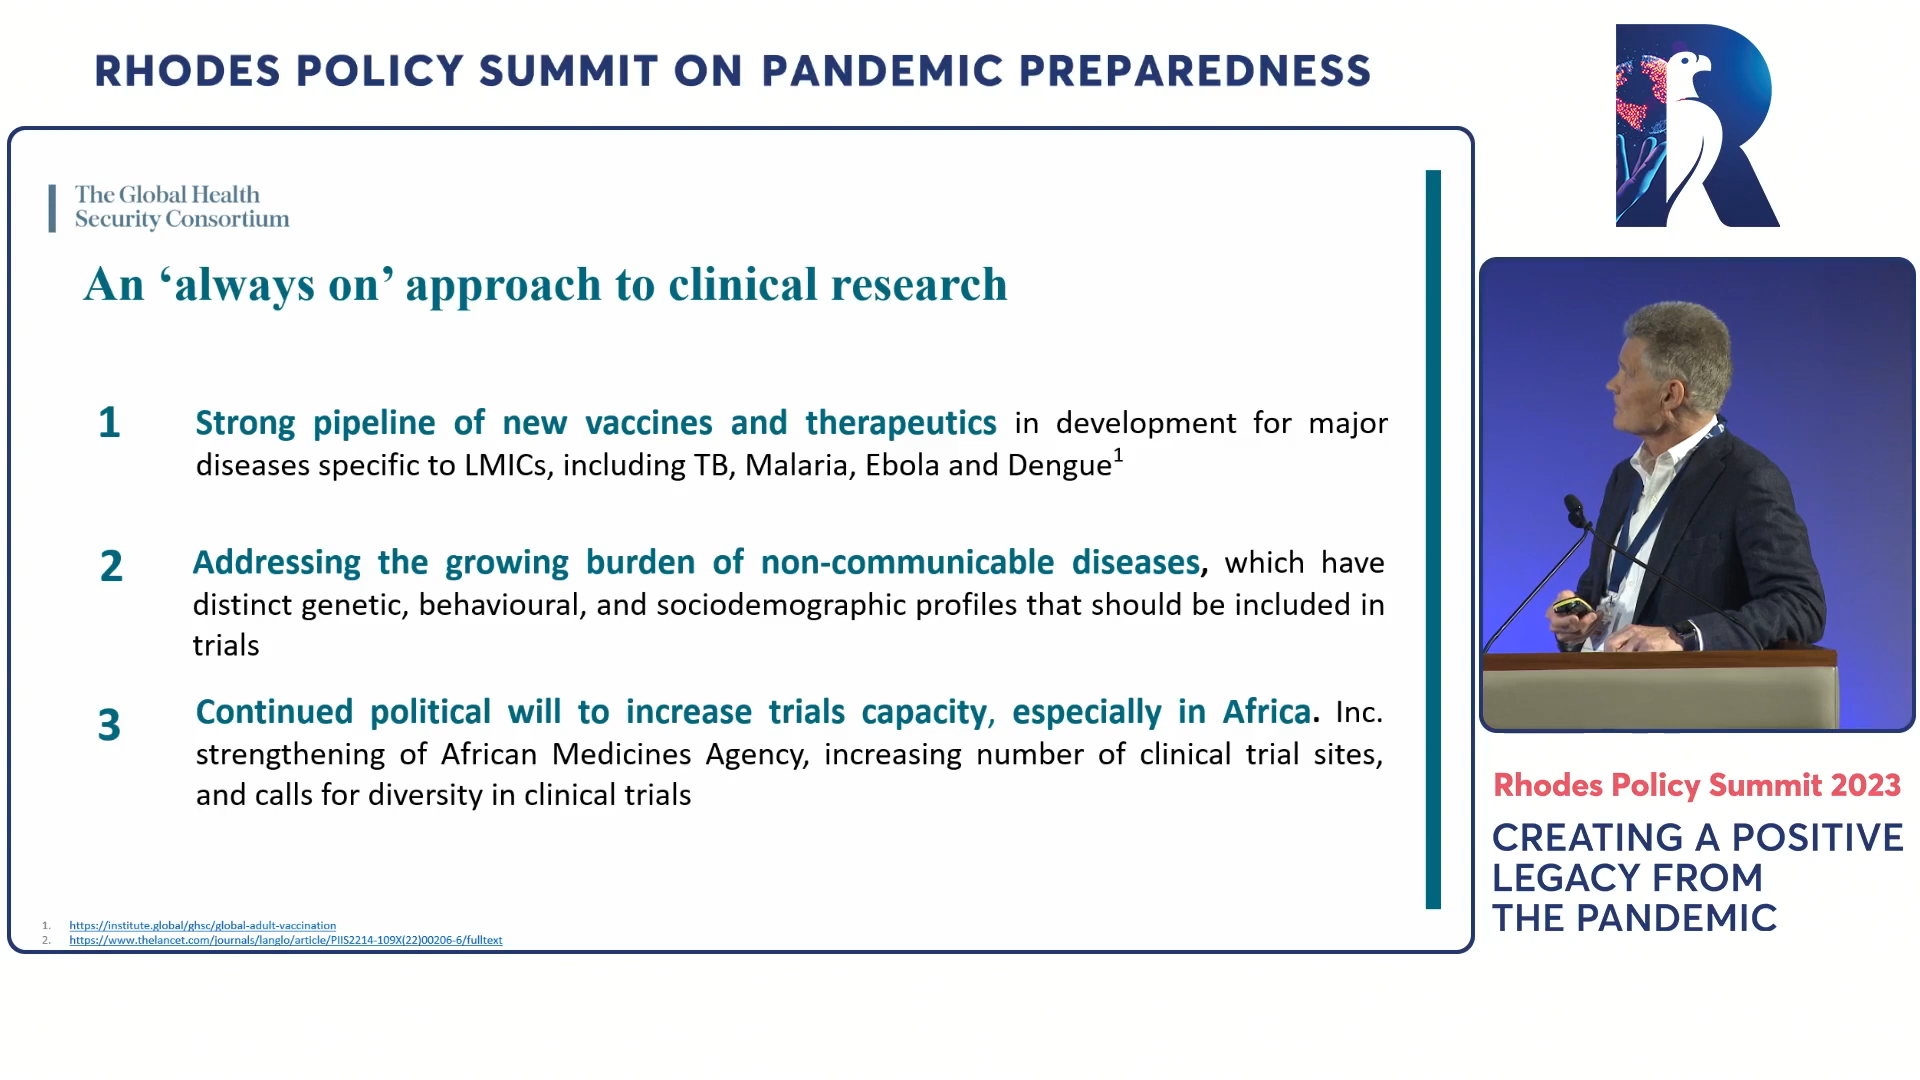 RHODES POLICY SUMMIT ON PANDEMIC PREPAREDNESS
The Global Health
Security Consortium
An ‘always on’ approach to clinical research
1 Strong pipeline of new vaccines and therapeutics in development for major
diseases specific to LMICs, including TB, Malaria, Ebola and Dengue1
2 Addressing the growing burden of non-communicable diseases, which have
distinct genetic, behavioural, and sociodemographic profiles that should be included in
trials
3 Continued political will to increase trials capacity, especially in Africa. Inc.
strengthening of African Medicines Agency, increasing number of clinical trial sites,
and calls for diversity in clinical trials
1. https://institute.global/ghsc/global-adult-vaccination
2. https://www.thelancet.com/journals/langlo/article/PIIS2214-109X(22)00206-6/fulltext
R
Rhodes Policy Summit 2023
CREATING A POSITIVE
LEGACY FROM
THE PANDEMIC